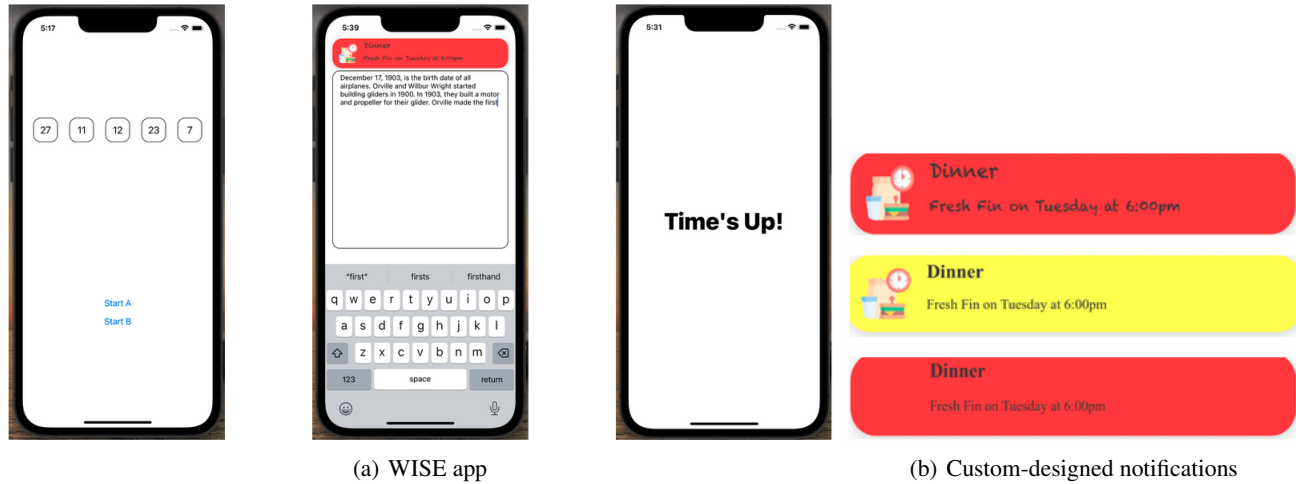 5:17
27 11 12 23 7
Start A
Start B
5:39
Dinner
Fresh Fin on Tuesday at 6:00pm
December 17, 1903, is the birth date of all
airplanes. Orville and Wilbur Wright started
building gliders in 1900. In 1903, they built a motor
and propeller for their glider. Orville made the first
"first" firsts firsthand
q w e r t y u i o p
a s d f g h j k l
z x c v b n m
123 space return
5:31
Time's Up!
Dinner
Fresh Fin on Tuesday at 6:00pm
Dinner
Fresh Fin on Tuesday at 6:00pm
Dinner
Fresh Fin on Tuesday at 6:00pm
(a) WISE app
(b) Custom-designed notifications